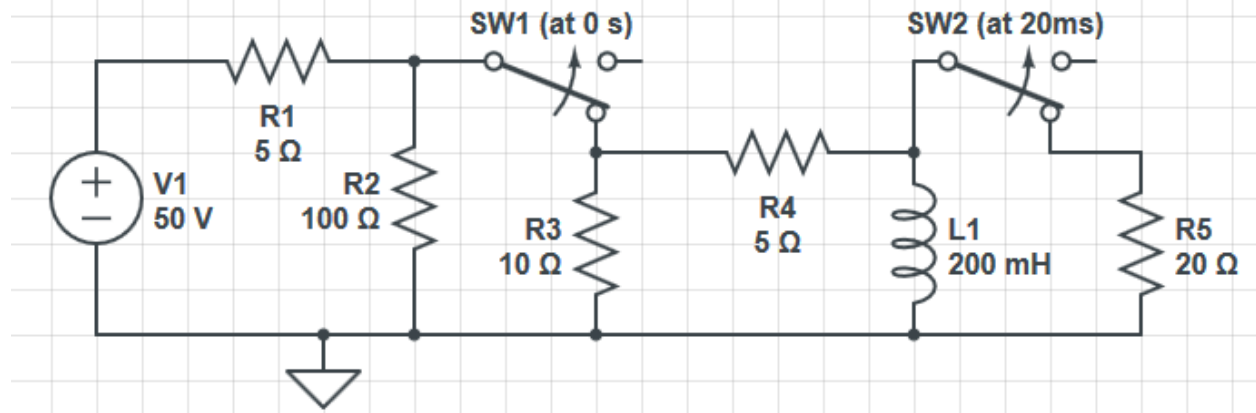 SW1 (at 0 s)
SW2 (at 20ms)
R1
5 Ω
V1
50 V
R2
100 Ω
R3
10 Ω
R4
5 Ω
L1
200 mH
R5
20 Ω